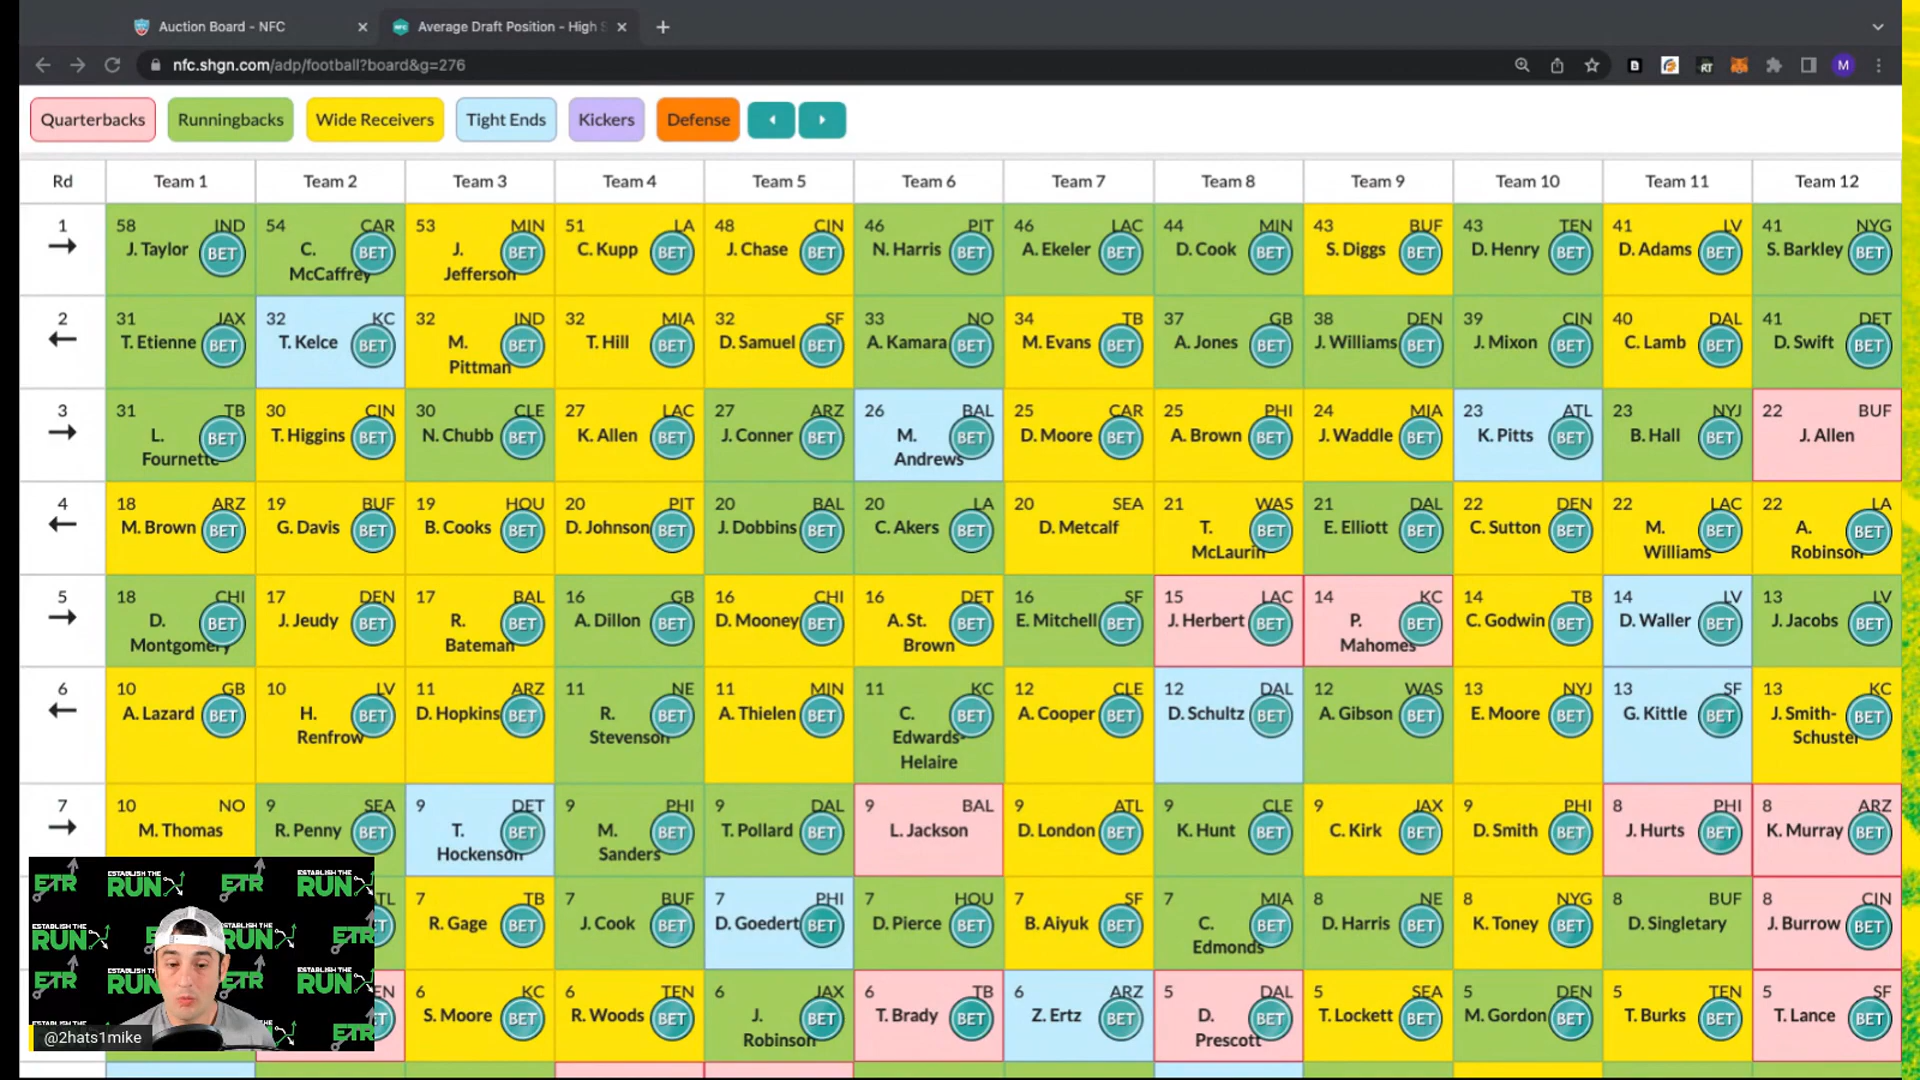 Auction Board - NFC
Average Draft Position - High S
nfc.shgn.com/adp/football?board&g=276
Quarterbacks Runningbacks Wide Receivers Tight Ends Kickers Defense
Rd Team 1 Team 2 Team 3 Team 4 Team 5 Team 6 Team 7 Team 8 Team 9 Team 10 Team 11 Team 12
1 58 IND J. Taylor BET
54 CAR C. McCaffrey BET
53 MIN J. Jefferson BET
51 LA C. Kupp BET
48 CIN J. Chase BET
46 PIT N. Harris BET
46 LAC A. Ekeler BET
44 MIN D. Cook BET
43 BUF S. Diggs BET
43 TEN D. Henry BET
41 LV D. Adams BET
41 NYG S. Barkley BET
2 31 JAX T. Etienne BET
32 KC T. Kelce BET
32 IND M. Pittman BET
32 MIA T. Hill BET
32 SF D. Samuel BET
33 NO A. Kamara BET
34 TB M. Evans BET
37 GB A. Jones BET
38 DEN J. Williams BET
39 CIN J. Mixon BET
40 DAL C. Lamb BET
41 DET D. Swift BET
3 31 TB L. Fournette BET
30 CIN T. Higgins BET
30 CLE N. Chubb BET
27 LAC K. Allen BET
27 ARZ J. Conner BET
26 BAL M. Andrews BET
25 CAR D. Moore BET
25 PHI A. Brown BET
24 MIA J. Waddle BET
23 ATL K. Pitts BET
23 NYJ B. Hall BET
22 BUF J. Allen
4 18 ARZ M. Brown BET
19 BUF G. Davis BET
19 HOU B. Cooks BET
20 PIT D. Johnson BET
20 BAL J. Dobbins BET
20 LA C. Akers BET
20 SEA D. Metcalf
21 WAS T. McLaurin BET
21 DAL E. Elliott BET
22 DEN C. Sutton BET
22 LAC M. Williams BET
22 LA A. Robinson BET
5 18 CHI D. Montgomery BET
17 DEN J. Jeudy BET
17 BAL R. Bateman BET
16 GB A. Dillon BET
16 CHI D. Mooney BET
16 DET A. St. Brown BET
16 SF E. Mitchell BET
15 LAC J. Herbert BET
14 KC P. Mahomes BET
14 TB C. Godwin BET
14 LV D. Waller BET
13 LV J. Jacobs BET
6 10 GB A. Lazard BET
10 LV H. Renfrow BET
11 ARZ D. Hopkins BET
11 NE R. Stevenson BET
11 MIN A. Thielen BET
11 KC C. Edwards-Helaire BET
12 CLE A. Cooper BET
12 DAL D. Schultz BET
12 WAS A. Gibson BET
13 NYJ E. Moore BET
13 SF G. Kittle BET
13 KC J. Smith-Schuster BET
7 10 NO M. Thomas
9 SEA R. Penny BET
9 DET T. Hockenson BET
9 PHI M. Sanders BET
9 DAL T. Pollard BET
9 BAL L. Jackson
9 ATL D. London BET
9 CLE K. Hunt BET
9 JAX C. Kirk BET
9 PHI D. Smith BET
8 PHI J. Hurts BET
8 ARZ K. Murray BET
7 TB R. Gage BET
7 BUF J. Cook BET
7 PHI D. Goedert BET
7 HOU D. Pierce BET
7 SF B. Aiyuk BET
7 MIA C. Edmonds BET
8 NE D. Harris BET
8 NYG K. Toney BET
8 BUF D. Singletary
8 CIN J. Burrow BET
6 KC S. Moore BET
6 TEN R. Woods BET
6 JAX J. Robinson BET
6 TB T. Brady BET
6 ARZ Z. Ertz BET
5 DAL D. Prescott BET
5 SEA T. Lockett BET
5 DEN M. Gordon BET
5 TEN T. Burks BET
5 SF T. Lance BET
ETR ESTABLISH THE RUN ETR ESTABLISH THE RUN
@2hats1mike